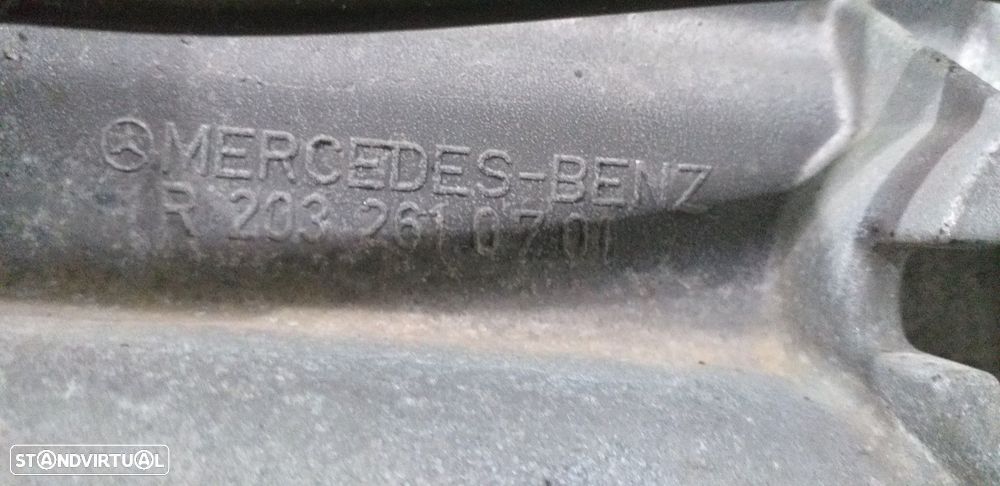 MERCEDES-BENZ
R 203 261 07 01
STANDVIRTUAL